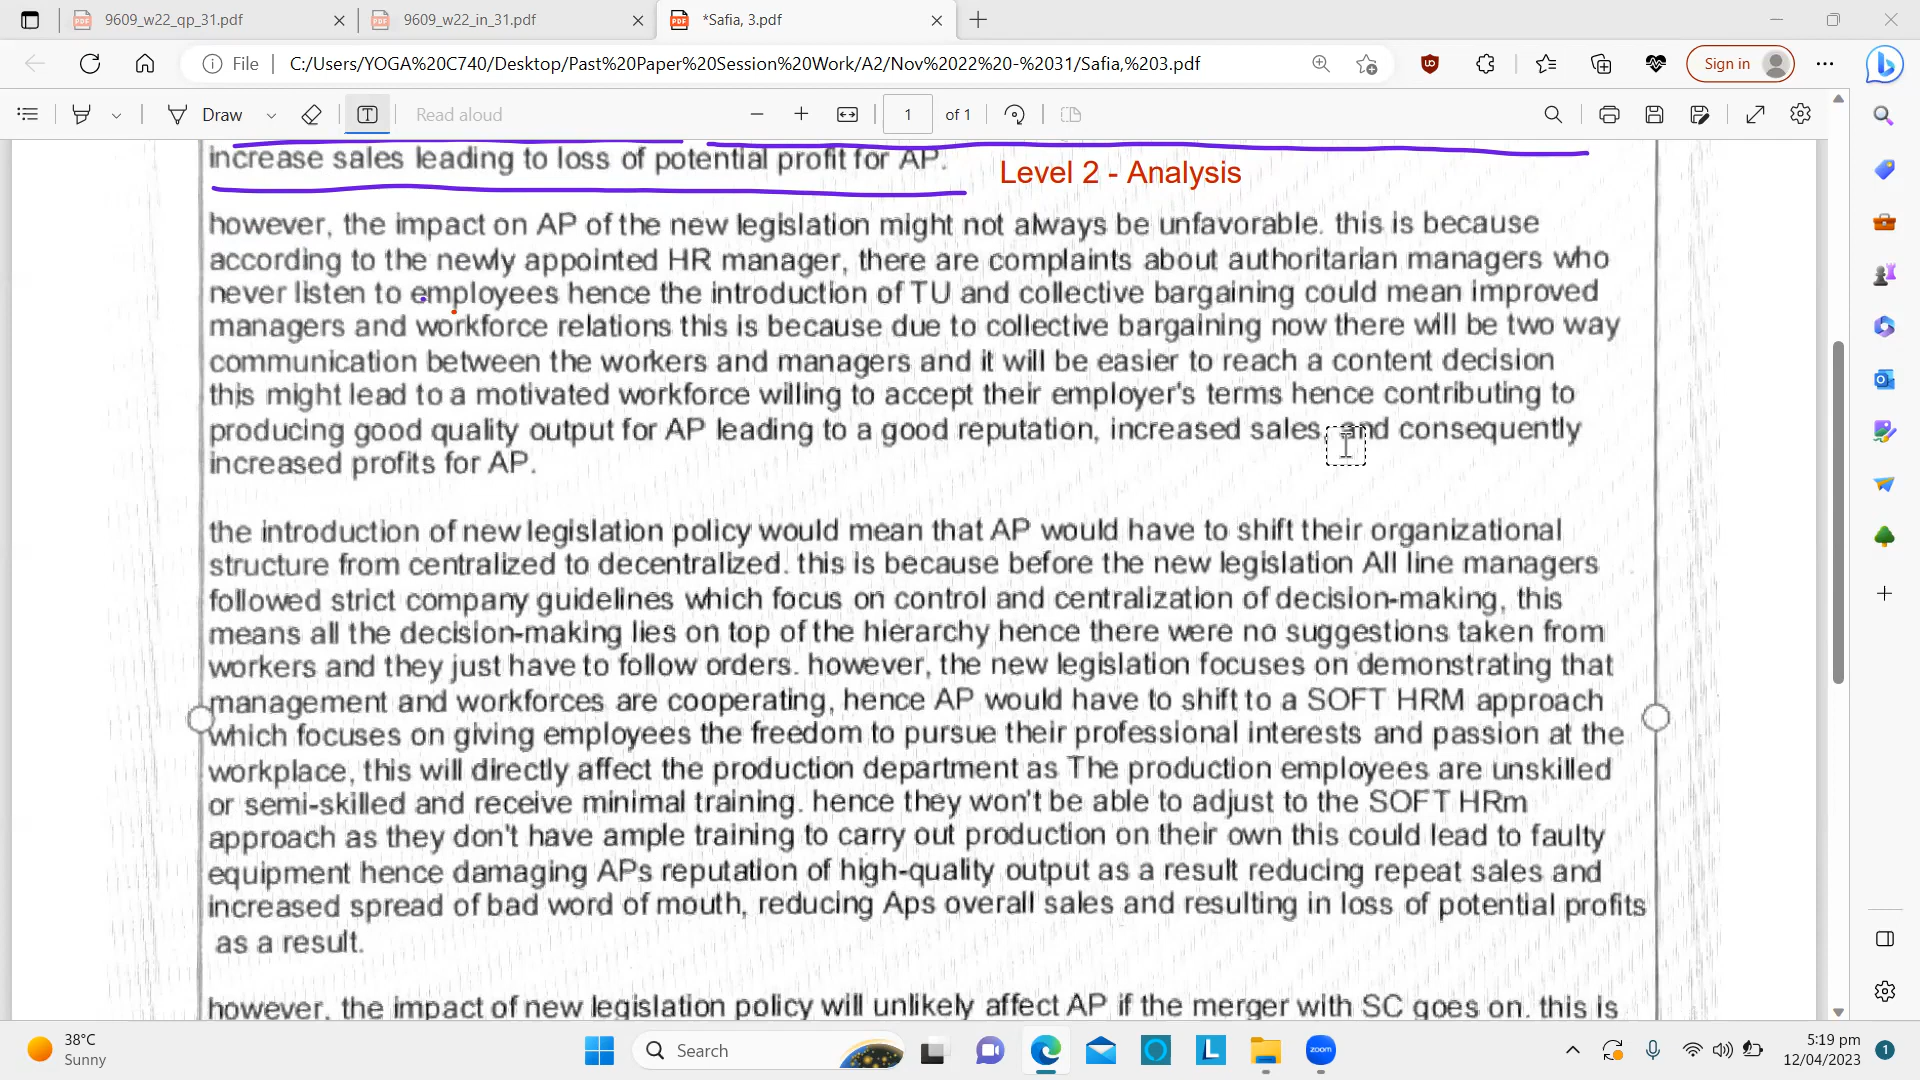 9609_w22_qp_31.pdf
9609_w22_in_31.pdf
*Safia, 3.pdf
File
C:/Users/YOGA%20C740/Desktop/Past%20Paper%20Session%20Work/A2/Nov%2022%20-%2031/Safia,%203.pdf
Sign in
Draw
Read aloud
1
of 1
increase sales leading to loss of potential profit for AP.
Level 2 - Analysis
however, the impact on AP of the new legislation might not always be unfavorable. this is because
according to the newly appointed HR manager, there are complaints about authoritarian managers who
never listen to employees hence the introduction of TU and collective bargaining could mean improved
managers and workforce relations this is because due to collective bargaining now there will be two way
communication between the workers and managers and it will be easier to reach a content decision
this might lead to a motivated workforce willing to accept their employer's terms hence contributing to
producing good quality output for AP leading to a good reputation, increased sales, and consequently
increased profits for AP.
the introduction of new legislation policy would mean that AP would have to shift their organizational
structure from centralized to decentralized. this is because before the new legislation All line managers
followed strict company guidelines which focus on control and centralization of decision-making, this
means all the decision-making lies on top of the hierarchy hence there were no suggestions taken from
workers and they just have to follow orders. however, the new legislation focuses on demonstrating that
management and workforces are cooperating, hence AP would have to shift to a SOFT HRM approach
which focuses on giving employees the freedom to pursue their professional interests and passion at the
workplace, this will directly affect the production department as The production employees are unskilled
or semi-skilled and receive minimal training. hence they won't be able to adjust to the SOFT HRm
approach as they don't have ample training to carry out production on their own this could lead to faulty
equipment hence damaging APs reputation of high-quality output as a result reducing repeat sales and
increased spread of bad word of mouth, reducing Aps overall sales and resulting in loss of potential profits
as a result.
however, the impact of new legislation policy will unlikely affect AP if the merger with SC goes on. this is
38°C
Sunny
Search
zoom
5:19 pm
12/04/2023
1